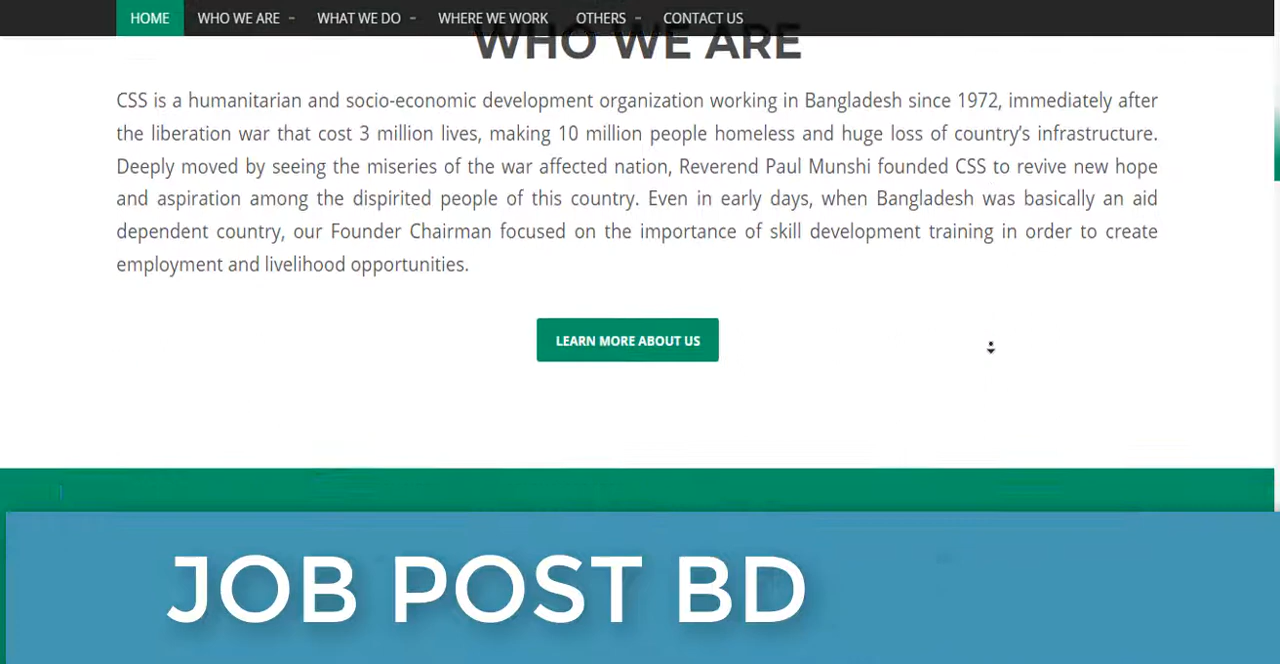 HOME WHO WE ARE WHAT WE DO WHERE WE WORK OTHERS CONTACT US
WHO WE ARE
CSS is a humanitarian and socio-economic development organization working in Bangladesh since 1972, immediately after
the liberation war that cost 3 million lives, making 10 million people homeless and huge loss of country's infrastructure.
Deeply moved by seeing the miseries of the war affected nation, Reverend Paul Munshi founded CSS to revive new hope
and aspiration among the dispirited people of this country. Even in early days, when Bangladesh was basically an aid
dependent country, our Founder Chairman focused on the importance of skill development training in order to create
employment and livelihood opportunities.
LEARN MORE ABOUT US
JOB POST BD